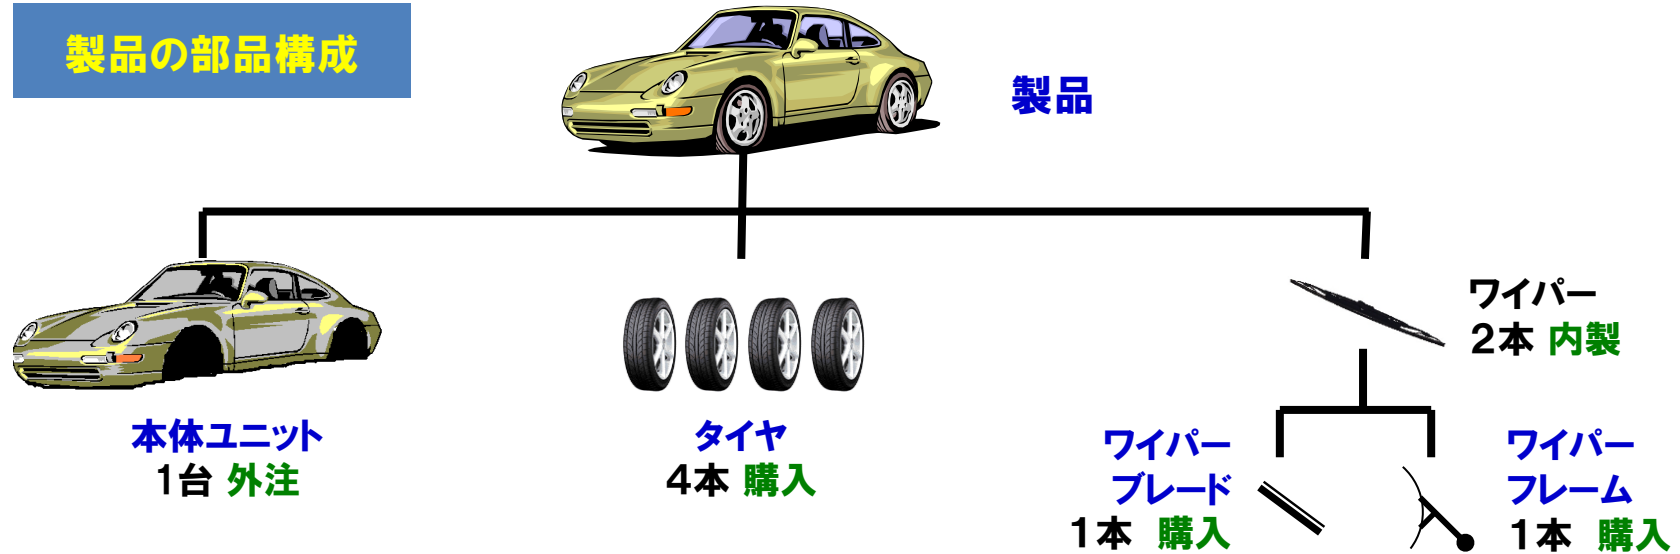 製品の部品構成
製品
ワイパー
2本 内製
本体ユニット
1台 外注
タイヤ
4本 購入
ワイパー
ブレード
1本 購入
ワイパー
フレーム
1本 購入